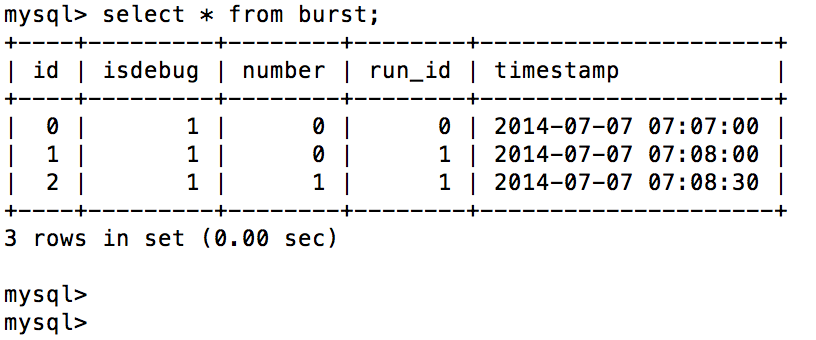 mysql> select * from burst;
+----+---------+--------+--------+---------------------+
| id | isdebug | number | run_id | timestamp           |
+----+---------+--------+--------+---------------------+
|  0 |       1 |      0 |      0 | 2014-07-07 07:07:00 |
|  1 |       1 |      0 |      1 | 2014-07-07 07:08:00 |
|  2 |       1 |      1 |      1 | 2014-07-07 07:08:30 |
+----+---------+--------+--------+---------------------+
3 rows in set (0.00 sec)

mysql>
mysql>